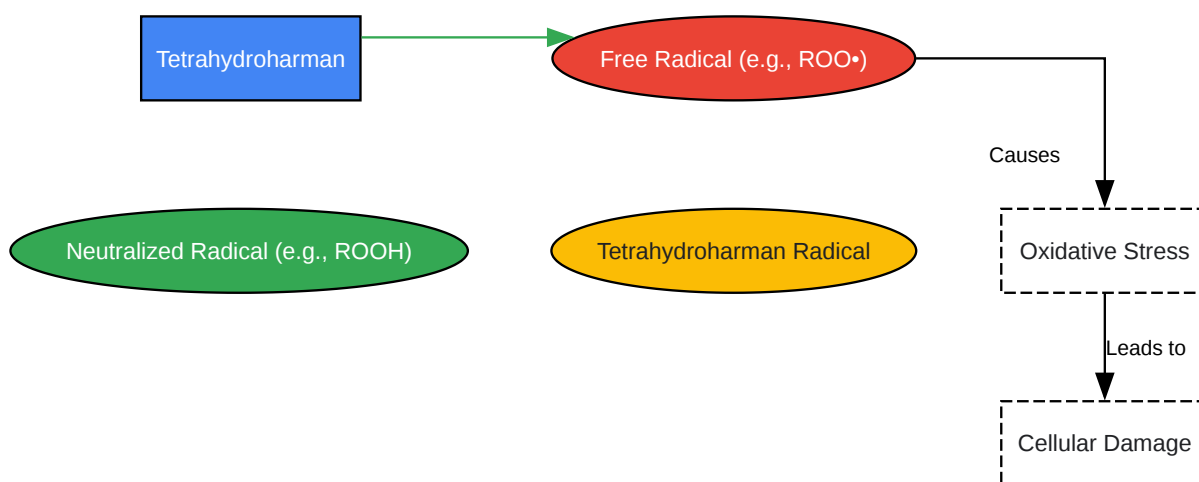 Tetrahydroharman
Free Radical (e.g., ROO•)
Causes
Neutralized Radical (e.g., ROOH)
Tetrahydroharman Radical
Oxidative Stress
Leads to
Cellular Damage